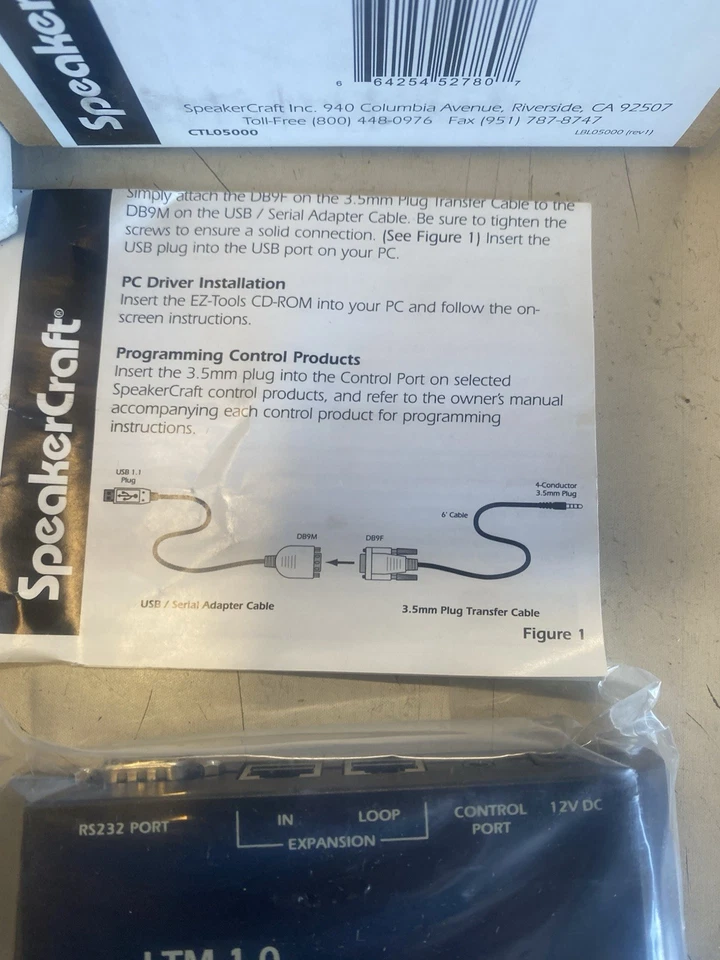 Speaker
6 64254 52780 7
SpeakerCraft Inc. 940 Columbia Avenue, Riverside, CA 92507
Toll-Free (800) 448-0976 Fax (951) 787-8747
CTL05000
LBL05000 (rev1)
SpeakerCraft®
Simply attach the DB9F on the 3.5mm Plug Transfer Cable to the
DB9M on the USB / Serial Adapter Cable. Be sure to tighten the
screws to ensure a solid connection. (See Figure 1) Insert the
USB plug into the USB port on your PC.
PC Driver Installation
Insert the EZ-Tools CD-ROM into your PC and follow the on-
screen instructions.
Programming Control Products
Insert the 3.5mm plug into the Control Port on selected
SpeakerCraft control products, and refer to the owner's manual
accompanying each control product for programming
instructions.
USB 1.1
Plug
DB9M
DB9F
6' Cable
4-Conductor
3.5mm Plug
USB / Serial Adapter Cable
3.5mm Plug Transfer Cable
Figure 1
RS232 PORT
IN
LOOP
EXPANSION
CONTROL
PORT
12V DC
LTM 1.0